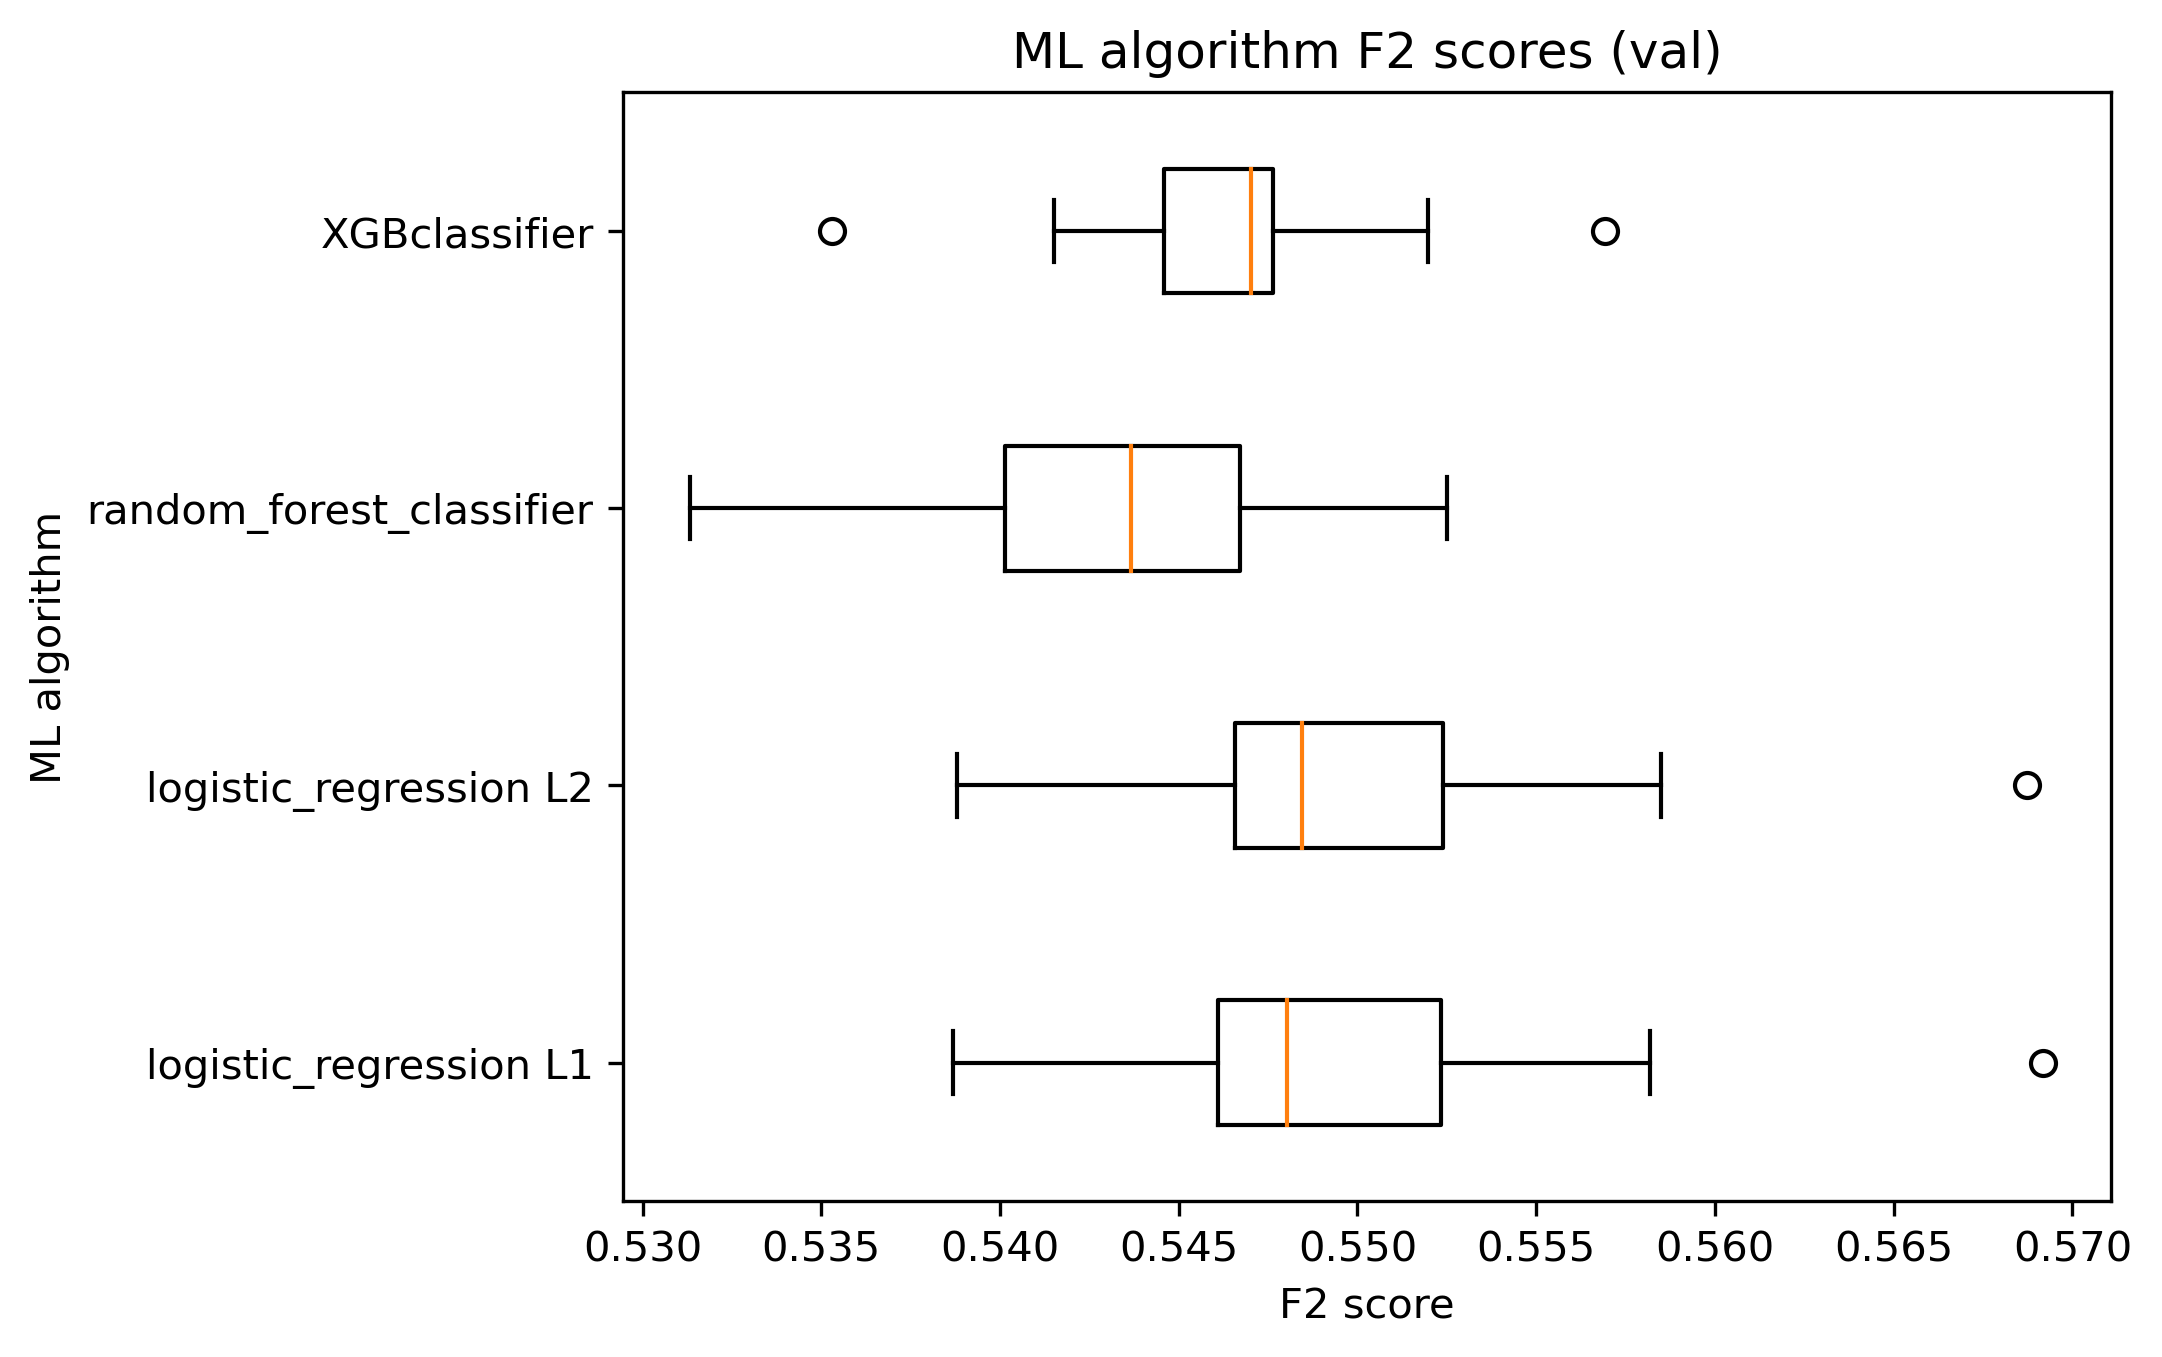 ML algorithm F2 scores (val)
XGBclassifier
random_forest_classifier
logistic_regression L2
logistic_regression L1
ML algorithm
0.530 0.535 0.540 0.545 0.550 0.555 0.560 0.565 0.570
F2 score